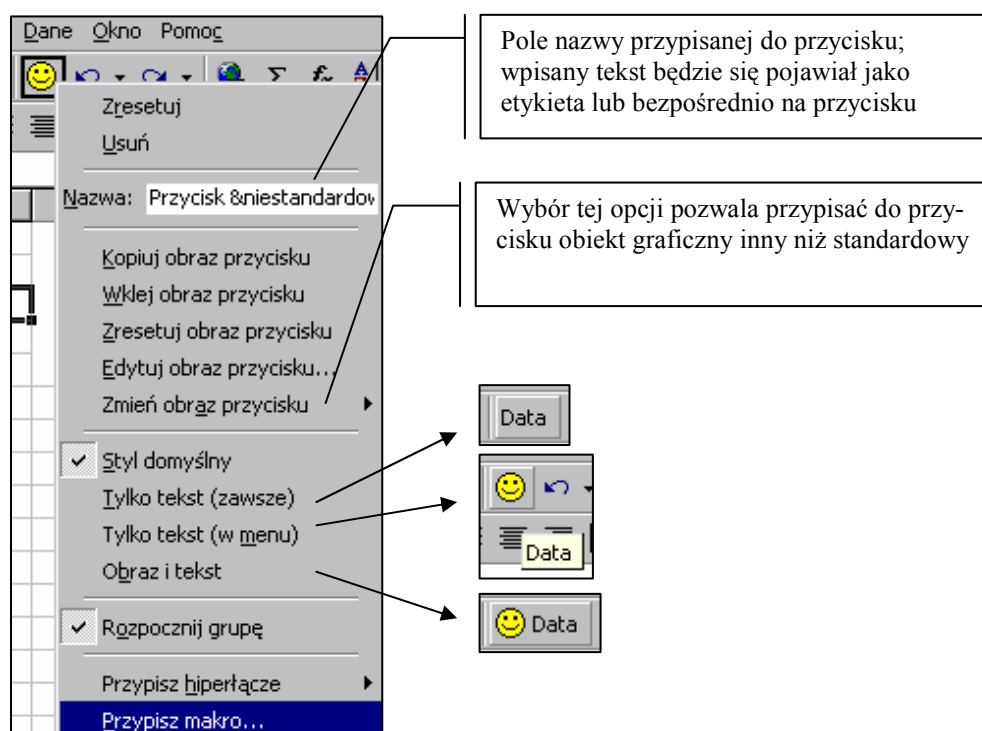 Dane Okno Pomoc
Zresetuj
Usuń
Nazwa: Przycisk &niestandardow
Kopiuj obraz przycisku
Wklej obraz przycisku
Zresetuj obraz przycisku
Edytuj obraz przycisku...
Zmień obraz przycisku
Styl domyślny
Tylko tekst (zawsze)
Tylko tekst (w menu)
Obraz i tekst
Rozpocznij grupę
Przypisz hiperłącze
Przypisz makro...
Pole nazwy przypisanej do przycisku;
wpisany tekst będzie się pojawiał jako
etykieta lub bezpośrednio na przycisku
Wybór tej opcji pozwala przypisać do przy-
cisku obiekt graficzny inny niż standardowy
Data
Data
Data